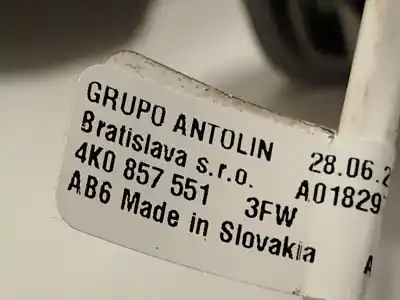 GRUPO ANTOLIN 28.06.2
Bratislava s.r.o. A01829
4K0 857 551 3FW
AB6 Made in Slovakia